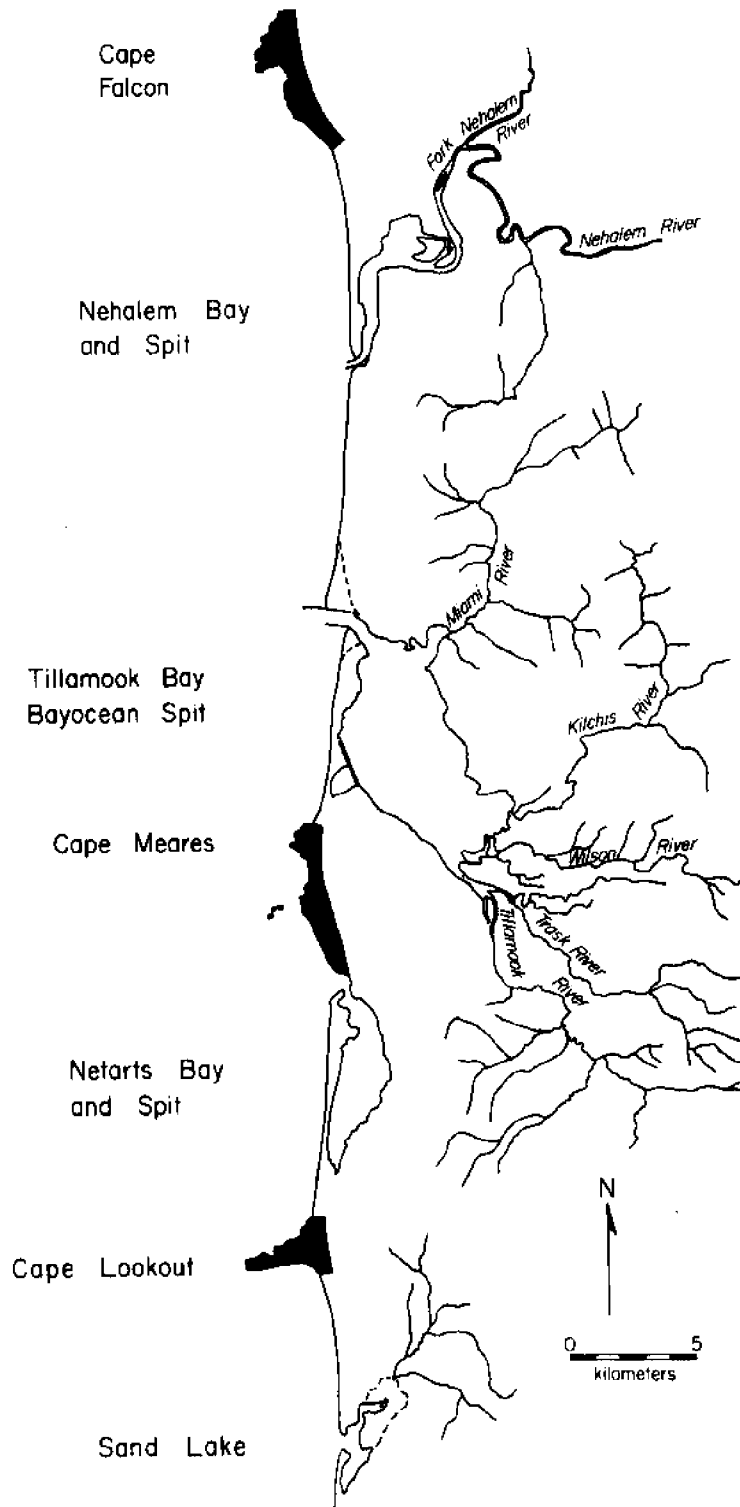 Cape
Falcon
Fork Nehalem
River
Nehalem River
Nehalem Bay
and Spit
Miami River
Tillamook Bay
Bayocean Spit
Kilchis River
Cape Meares
Wilson River
Trask River
Tillamook River
Netarts Bay
and Spit
N
Cape Lookout
0 5
kilometers
Sand Lake